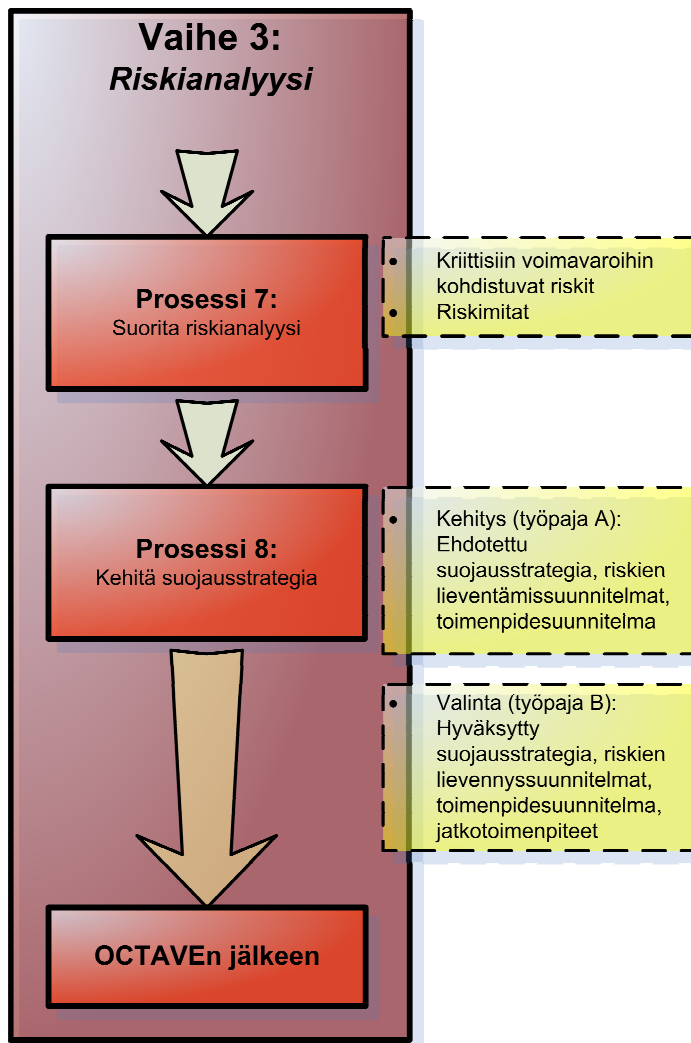 Vaihe 3:
Riskianalyysi
Prosessi 7:
Suorita riskianalyysi
• Kriittisiin voimavaroihin
kohdistuvat riskit
• Riskimitat
Prosessi 8:
Kehitä suojausstrategia
• Kehitys (työpaja A):
Ehdotettu
suojausstrategia, riskien
lieventämissuunnitelmat,
toimenpidesuunnitelma
• Valinta (työpaja B):
Hyväksytty
suojausstrategia, riskien
lievennyssuunnitelmat,
toimenpidesuunnitelma,
jatkotoimenpiteet
OCTAVEn jälkeen